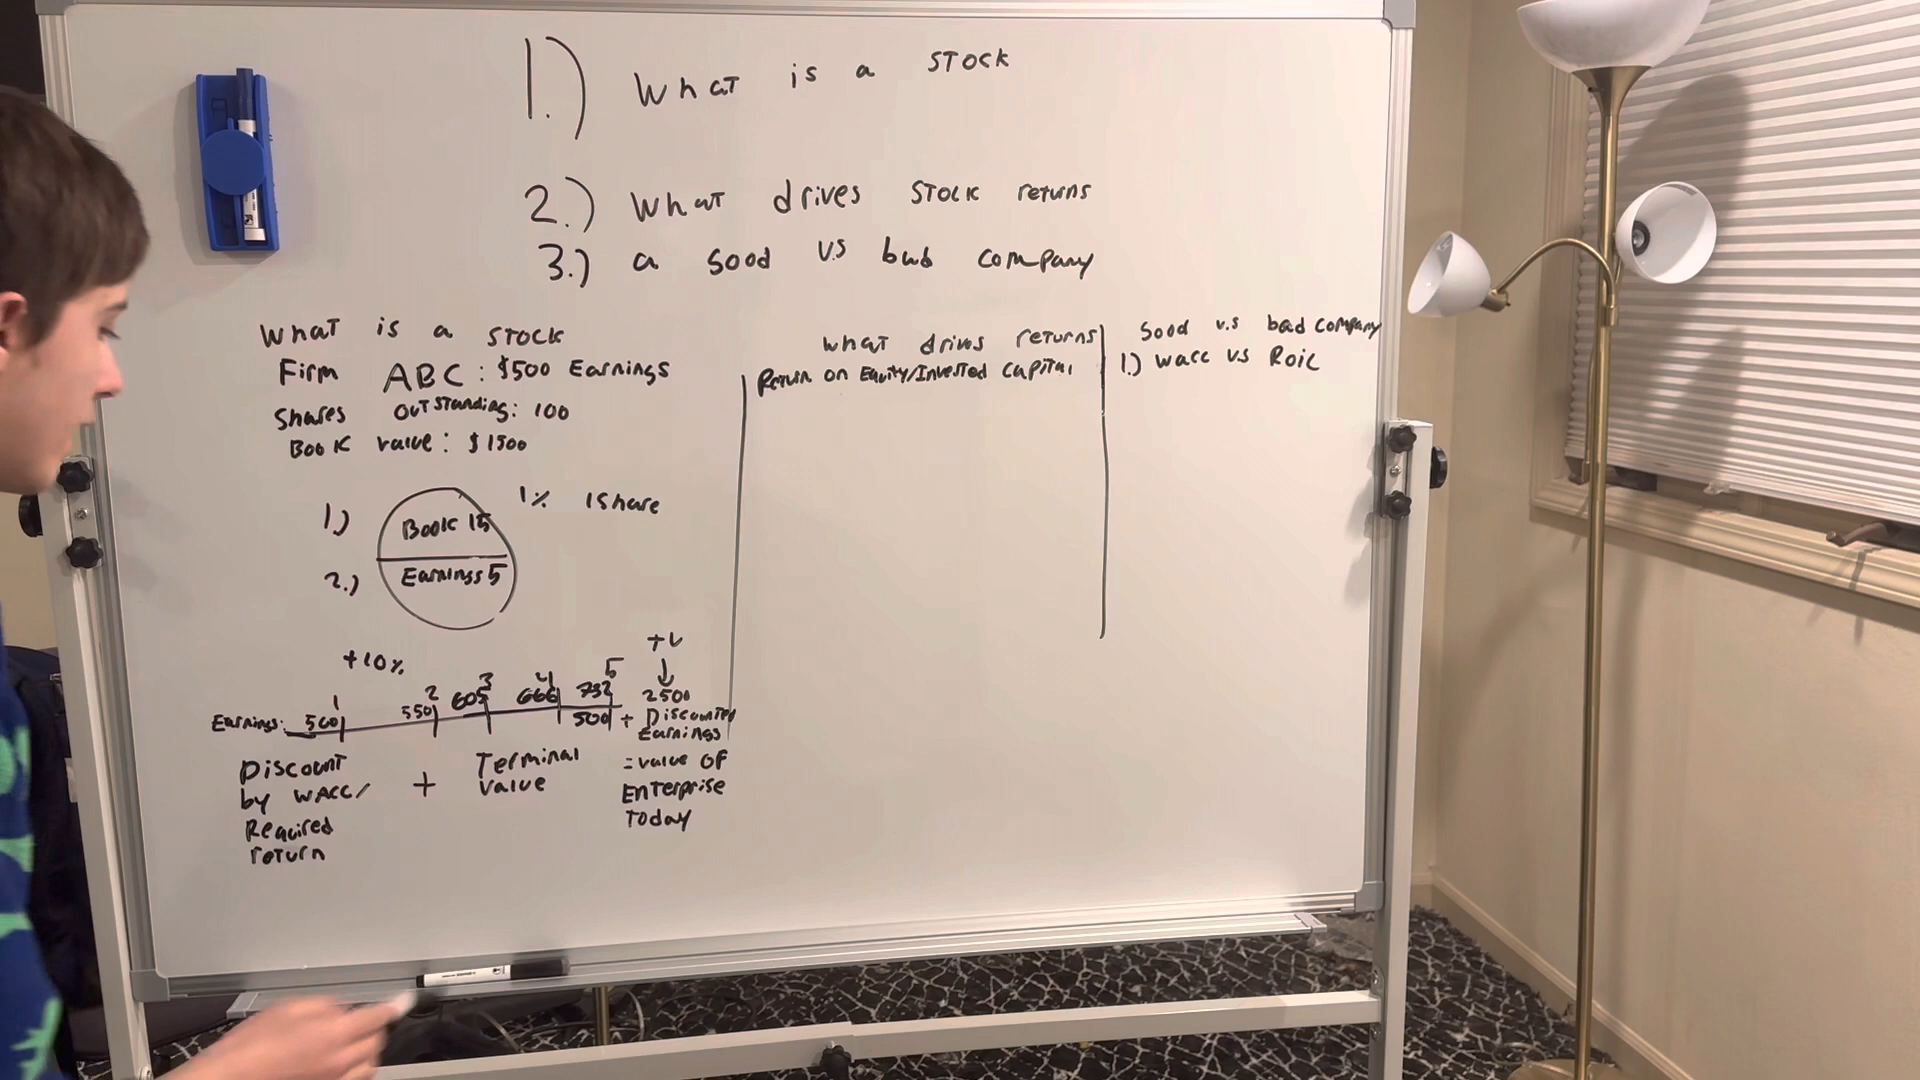 1.) What is a STOCK
2.) What drives STOCK returns
3.) a good v.s bad company
What is a STOCK
Firm ABC: $500 Earnings
Shares OUTSTanding: 100
Book value: $1500
1.) Book 15
1% 1 Share
2.) Earnings 5
+10%
TV
1 2 3 4 5
Earnings: 500 550 605 666 732 2500
500 + Discounted Earnings
Discount by WACC/ Required return
+
Terminal Value
= value OF Enterprise Today
What drives returns
Return on Equity/Invested Capital
Good v.s bad company
1.) Wacc vs Roic